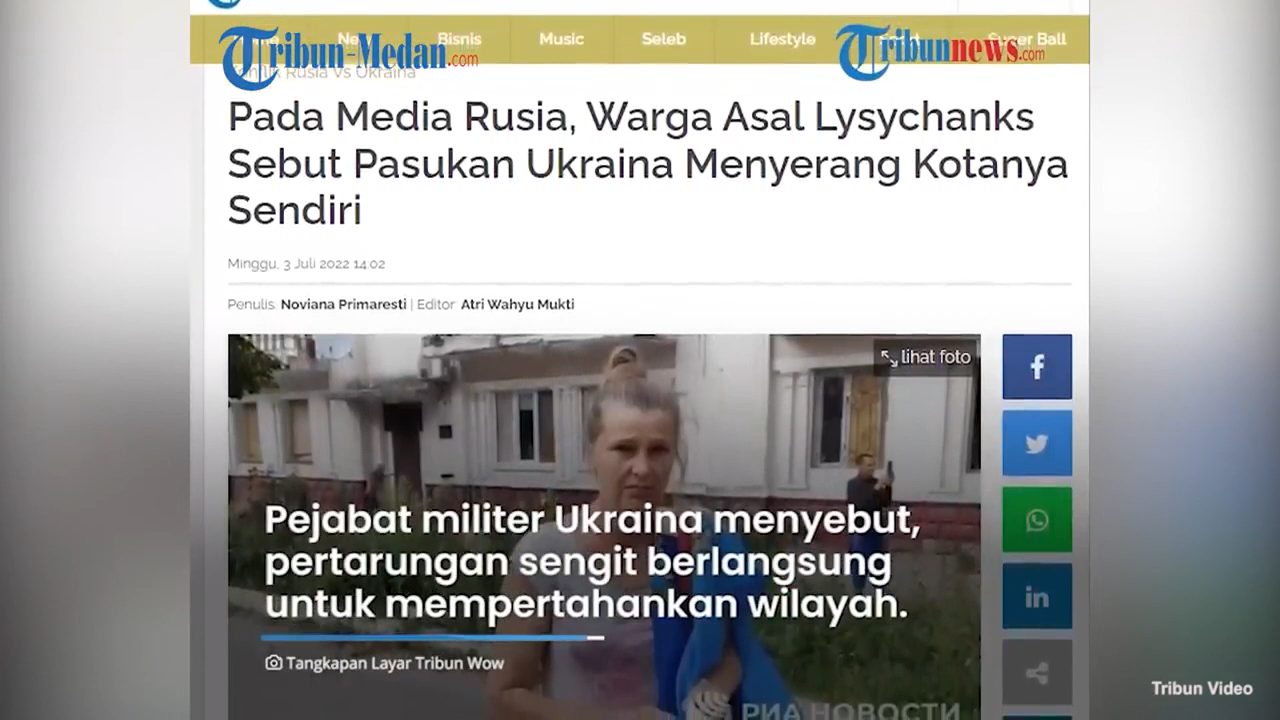 Tribun-Medan.com
Tribunnews.com
Bisnis
Music
Seleb
Lifestyle
Super Ball
Konflik Rusia Vs Ukraina
Pada Media Rusia, Warga Asal Lysychanks
Sebut Pasukan Ukraina Menyerang Kotanya
Sendiri
Minggu, 3 Juli 2022 14:02
Penulis: Noviana Primaresti | Editor: Atri Wahyu Mukti
lihat foto
Pejabat militer Ukraina menyebut,
pertarungan sengit berlangsung
untuk mempertahankan wilayah.
Tangkapan Layar Tribun Wow
РИА НОВОСТИ
Tribun Video